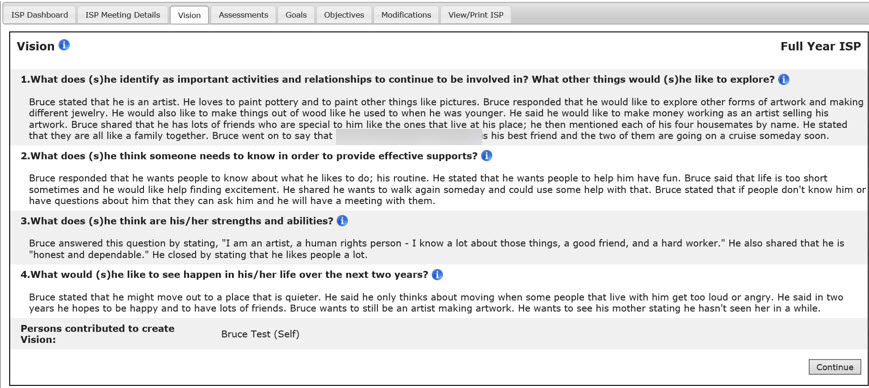 ISP Dashboard ISP Meeting Details Vision Assessments Goals Objectives Modifications View/Print ISP
Vision Full Year ISP
1.What does (s)he identify as important activities and relationships to continue to be involved in? What other things would (s)he like to explore?
Bruce stated that he is an artist. He loves to paint pottery and to paint other things like pictures. Bruce responded that he would like to explore other forms of artwork and making
different jewelry. He would also like to make things out of wood like he used to when he was younger. He said he would like to make money working as an artist selling his
artwork. Bruce shared that he has lots of friends who are special to him like the ones that live at his place; he then mentioned each of his four housemates by name. He stated
that they are all like a family together. Bruce went on to say that is his best friend and the two of them are going on a cruise someday soon.
2.What does (s)he think someone needs to know in order to provide effective supports?
Bruce responded that he wants people to know about what he likes to do; his routine. He stated that he wants people to help him have fun. Bruce said that life is too short
sometimes and he would like help finding excitement. He shared he wants to walk again someday and could use some help with that. Bruce stated that if people don't know him or
have questions about him that they can ask him and he will have a meeting with them.
3.What does (s)he think are his/her strengths and abilities?
Bruce answered this question by stating, "I am an artist, a human rights person - I know a lot about those things, a good friend, and a hard worker." He also shared that he is
"honest and dependable." He closed by stating that he likes people a lot.
4.What would (s)he like to see happen in his/her life over the next two years?
Bruce stated that he might move out to a place that is quieter. He said he only thinks about moving when some people that live with him get too loud or angry. He said in two
years he hopes to be happy and to have lots of friends. Bruce wants to still be an artist making artwork. He wants to see his mother stating he hasn't seen her in a while.
Persons contributed to create
Vision: Bruce Test (Self)
Continue